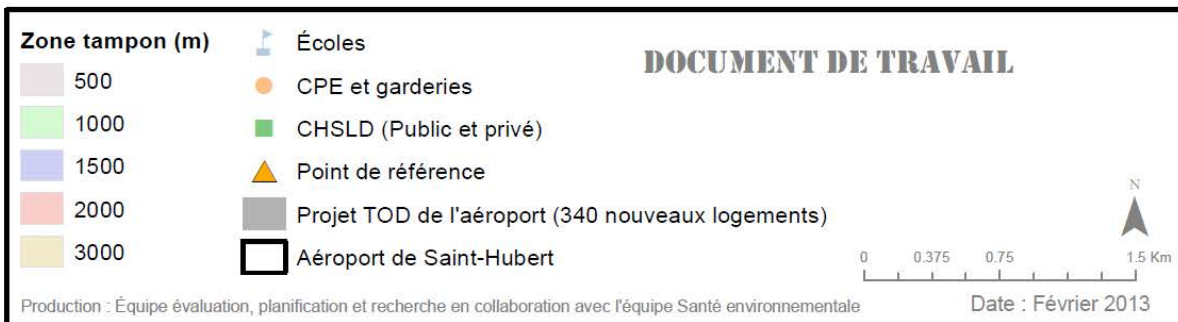 Zone tampon (m)
500
1000
1500
2000
3000
Écoles
CPE et garderies
CHSLD (Public et privé)
Point de référence
Projet TOD de l'aéroport (340 nouveaux logements)
Aéroport de Saint-Hubert
DOCUMENT DE TRAVAIL
N
0 0.375 0.75 1.5 Km
Production : Équipe évaluation, planification et recherche en collaboration avec l'équipe Santé environnementale
Date : Février 2013